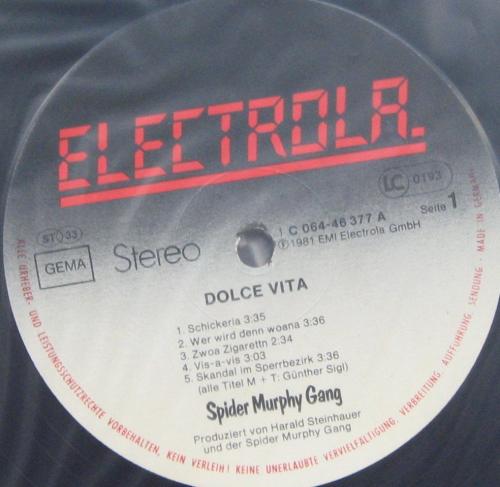 ELECTROLA.
LC 0193
ST 33
GEMA
Stereo
1 C 064-46 377 A
℗1981 EMI Electrola GmbH
Seite 1
DOLCE VITA
1. Schickeria 3:35
2. Wer wird denn woana 3:36
3. Zwoa Zigarettn 2:34
4. Vis-a-vis 3:03
5. Skandal im Sperrbezirk 3:36
(alle Titel M + T: Günther Sigl)
Spider Murphy Gang
Produziert von Harald Steinhauer
und der Spider Murphy Gang
ALLE URHEBER- UND LEISTUNGSSCHUTZRECHTE VORBEHALTEN, KEIN VERLEIH! KEINE UNERLAUBTE VERVIELFÄLTIGUNG, VERBREITUNG, AUFFÜHRUNG, SENDUNG · MADE IN GERMANY